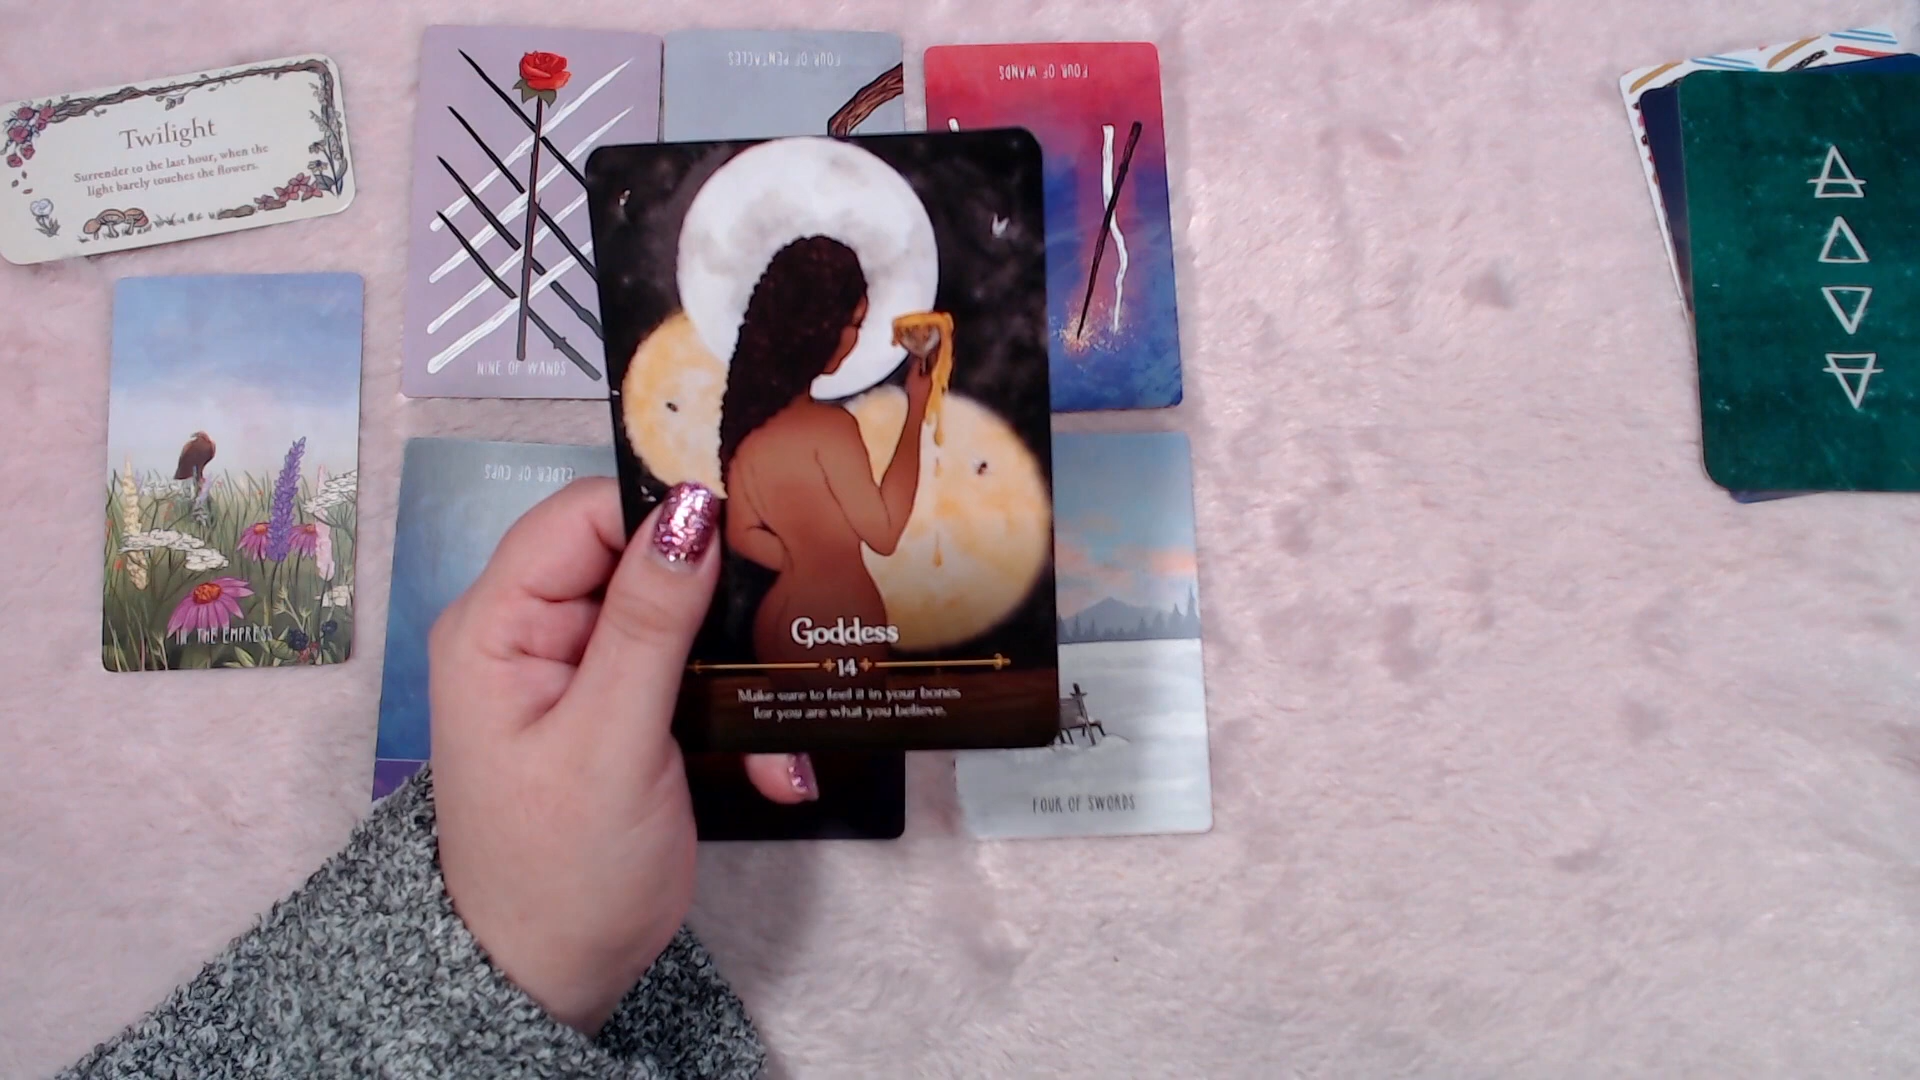 Twilight
Surrender to the last hour, when the
light barely touches the flowers.
NINE OF WANDS
FOUR OF PENTACLES
FOUR OF WANDS
III THE EMPRESS
ELDER OF CUPS
Goddess
14
Make sure to feel it in your bones
for you are what you believe.
FOUR OF SWORDS